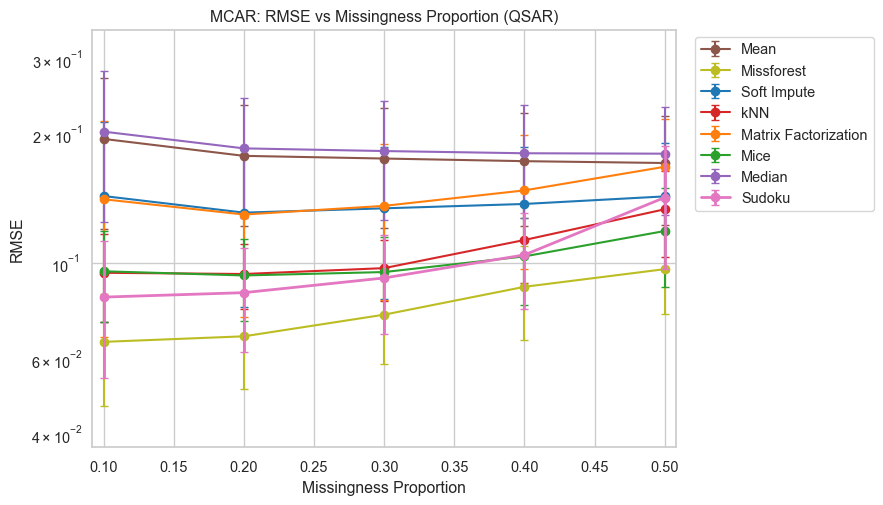 MCAR: RMSE vs Missingness Proportion (QSAR)
3 × 10⁻¹
2 × 10⁻¹
10⁻¹
6 × 10⁻²
4 × 10⁻²
RMSE
0.10 0.15 0.20 0.25 0.30 0.35 0.40 0.45 0.50
Missingness Proportion
Mean
Missforest
Soft Impute
kNN
Matrix Factorization
Mice
Median
Sudoku